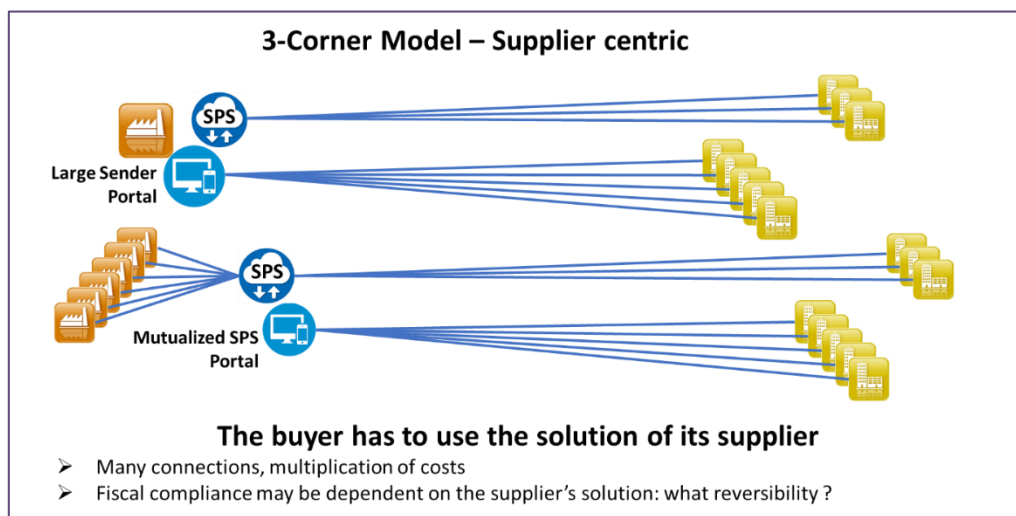 3-Corner Model – Supplier centric
SPS
Large Sender
Portal
SPS
Mutualized SPS
Portal
The buyer has to use the solution of its supplier
➢ Many connections, multiplication of costs
➢ Fiscal compliance may be dependent on the supplier's solution: what reversibility ?